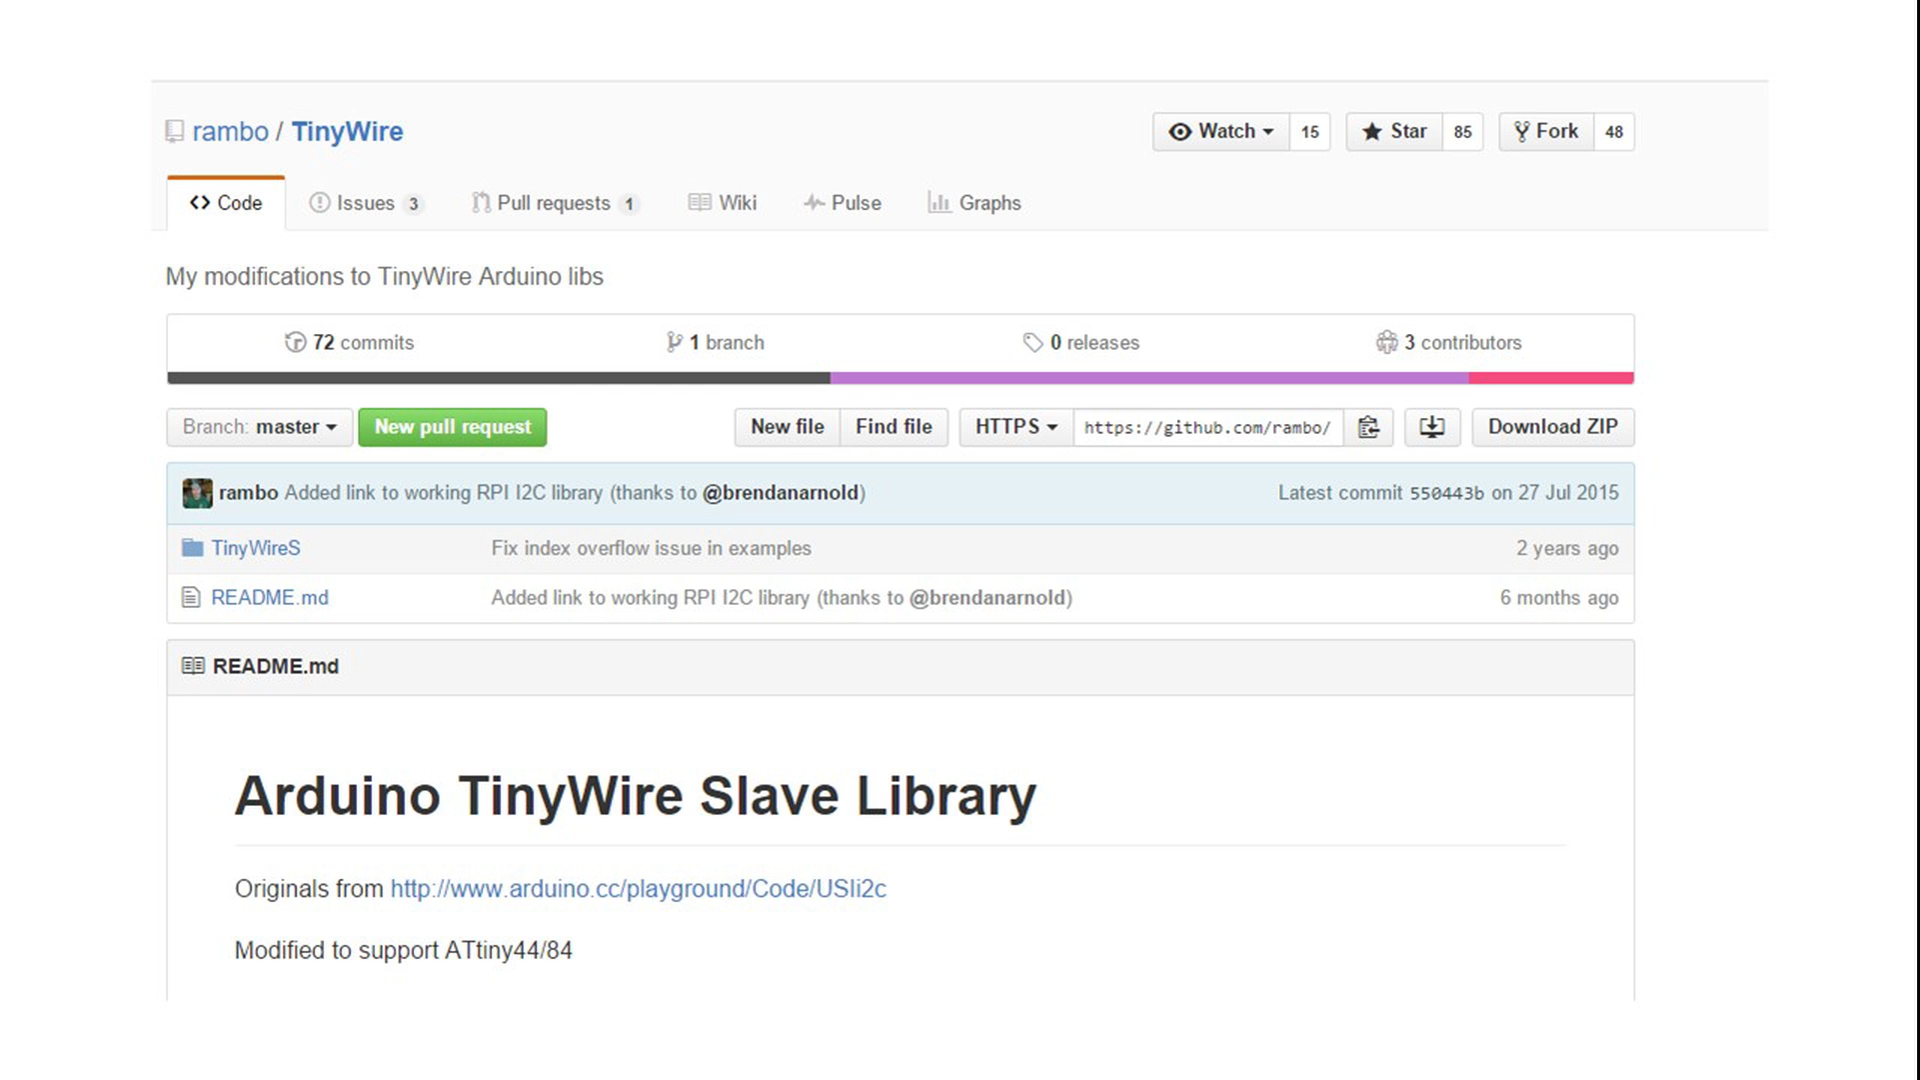 rambo / TinyWire Watch 15 Star 85 Fork 48
Code Issues 3 Pull requests 1 Wiki Pulse Graphs
My modifications to TinyWire Arduino libs
72 commits 1 branch 0 releases 3 contributors
Branch: master New pull request New file Find file HTTPS https://github.com/rambo/ Download ZIP
rambo Added link to working RPI I2C library (thanks to @brendanarnold) Latest commit 550443b on 27 Jul 2015
TinyWireS Fix index overflow issue in examples 2 years ago
README.md Added link to working RPI I2C library (thanks to @brendanarnold) 6 months ago
README.md
Arduino TinyWire Slave Library
Originals from http://www.arduino.cc/playground/Code/USIi2c
Modified to support ATtiny44/84